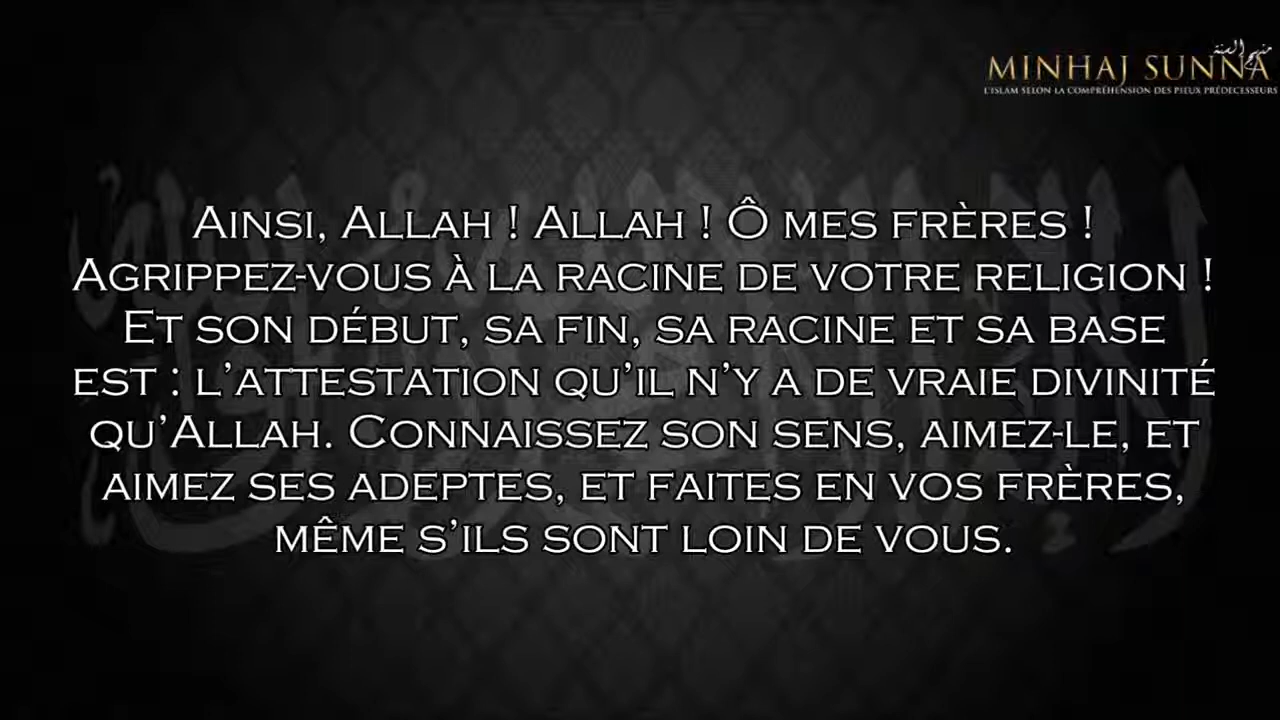 منهج السنة
MINHAJ SUNNA
L'ISLAM SELON LA COMPRÉHENSION DES PIEUX PRÉDECESSEURS
AINSI, ALLAH ! ALLAH ! Ô MES FRÈRES !
AGRIPPEZ-VOUS À LA RACINE DE VOTRE RELIGION !
ET SON DÉBUT, SA FIN, SA RACINE ET SA BASE
EST : L'ATTESTATION QU'IL N'Y A DE VRAIE DIVINITÉ
QU'ALLAH. CONNAISSEZ SON SENS, AIMEZ-LE, ET
AIMEZ SES ADEPTES, ET FAITES EN VOS FRÈRES,
MÊME S'ILS SONT LOIN DE VOUS.